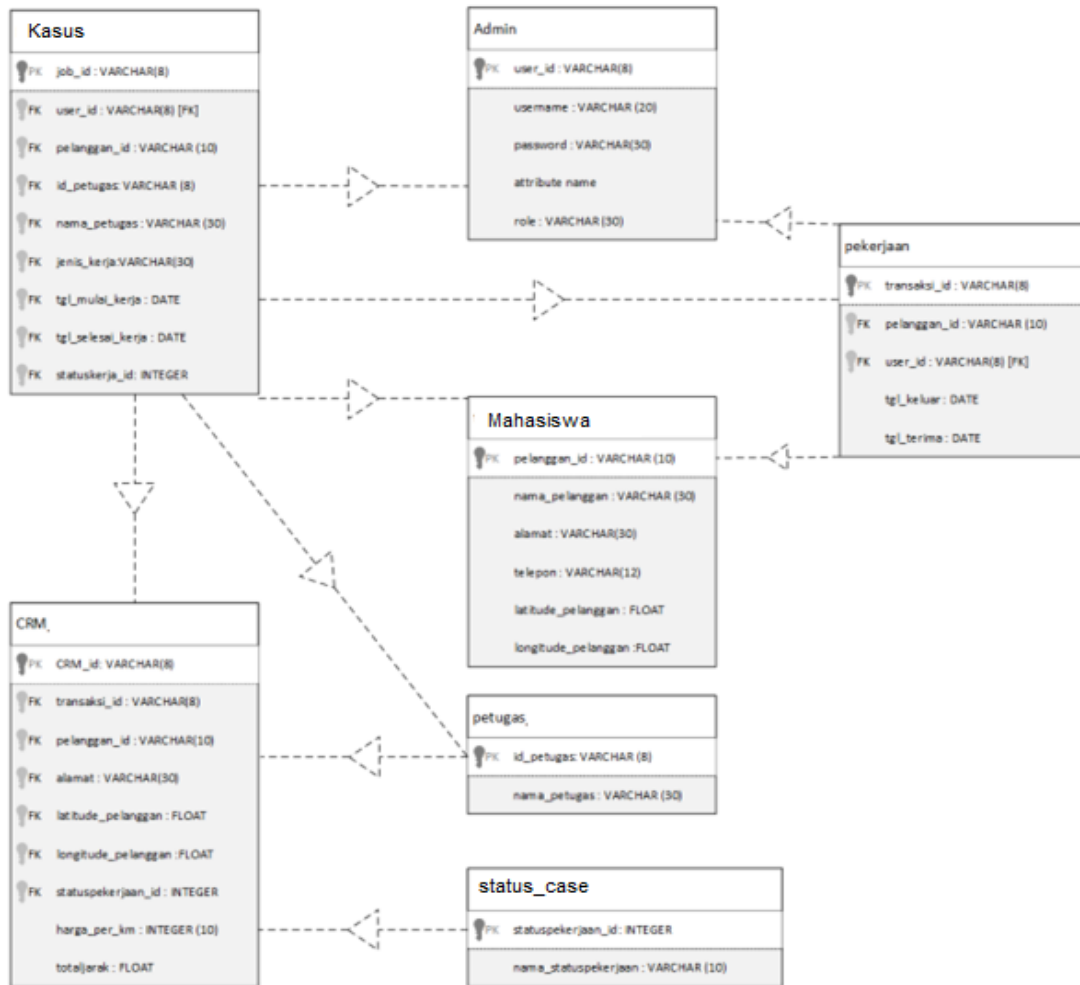 Kasus
PK job_id : VARCHAR(8)
FK user_id : VARCHAR(8) [FK]
FK pelanggan_id : VARCHAR (10)
FK id_petugas: VARCHAR (8)
FK nama_petugas : VARCHAR (30)
FK jenis_kerja:VARCHAR(30)
FK tgl_mulai_kerja : DATE
FK tgl_selesai_kerja : DATE
FK statuskerja_id: INTEGER
Admin
PK user_id : VARCHAR(8)
username : VARCHAR (20)
password : VARCHAR(30)
attribute name
role : VARCHAR (30)
pekerjaan
PK transaksi_id : VARCHAR(8)
FK pelanggan_id : VARCHAR (10)
FK user_id : VARCHAR(8) [FK]
tgl_keluar : DATE
tgl_terima : DATE
Mahasiswa
PK pelanggan_id : VARCHAR (10)
nama_pelanggan : VARCHAR (30)
alamat : VARCHAR(30)
telepon : VARCHAR(12)
latitude_pelanggan : FLOAT
longitude_pelanggan :FLOAT
CRM
PK CRM_id: VARCHAR(8)
FK transaksi_id : VARCHAR(8)
FK pelanggan_id : VARCHAR(10)
FK alamat : VARCHAR(30)
FK latitude_pelanggan : FLOAT
FK longitude_pelanggan :FLOAT
FK statuspekerjaan_id : INTEGER
harga_per_km : INTEGER (10)
totaljarak : FLOAT
petugas
PK id_petugas: VARCHAR (8)
nama_petugas : VARCHAR (30)
status_case
PK statuspekerjaan_id: INTEGER
nama_statuspekerjaan : VARCHAR (10)